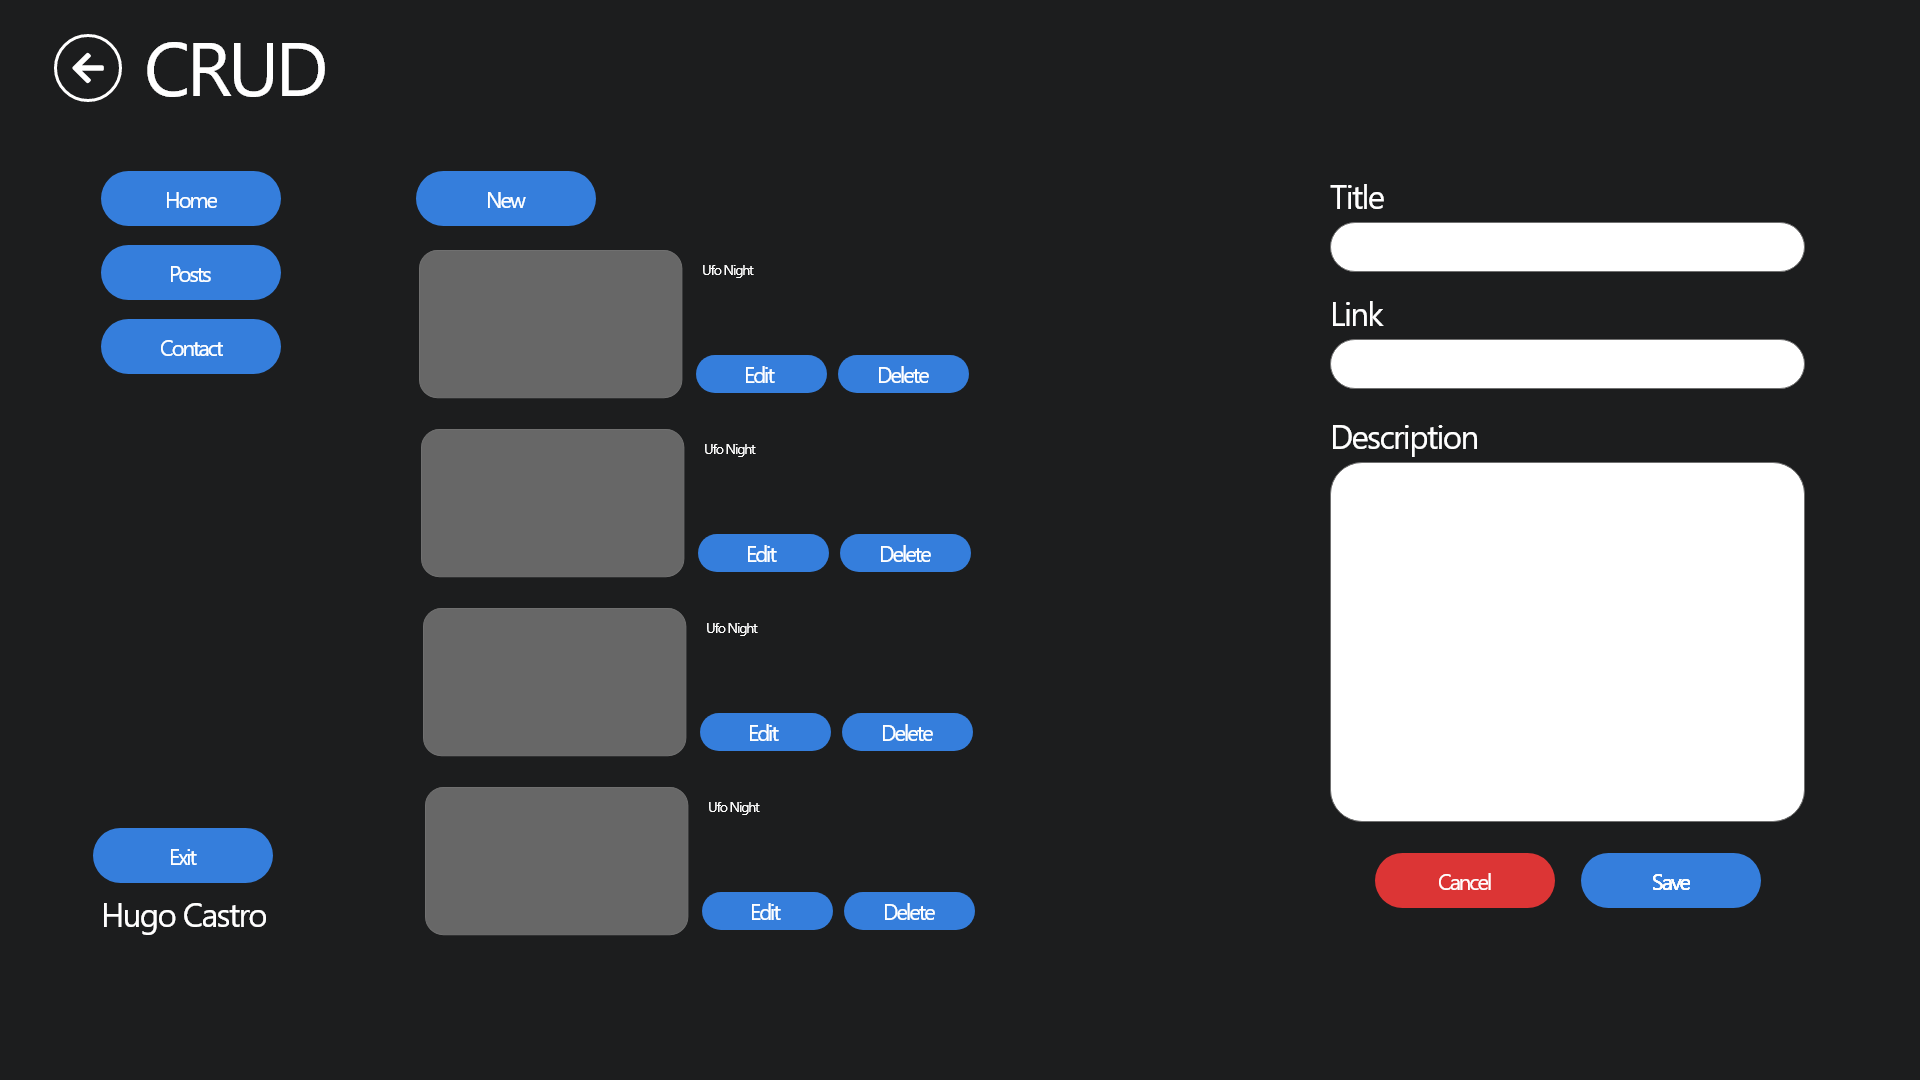 CRUD
Home
Posts
Contact
Exit
Hugo Castro
New
Ufo Night
Edit
Delete
Ufo Night
Edit
Delete
Ufo Night
Edit
Delete
Ufo Night
Edit
Delete
Title
Link
Description
Cancel
Save